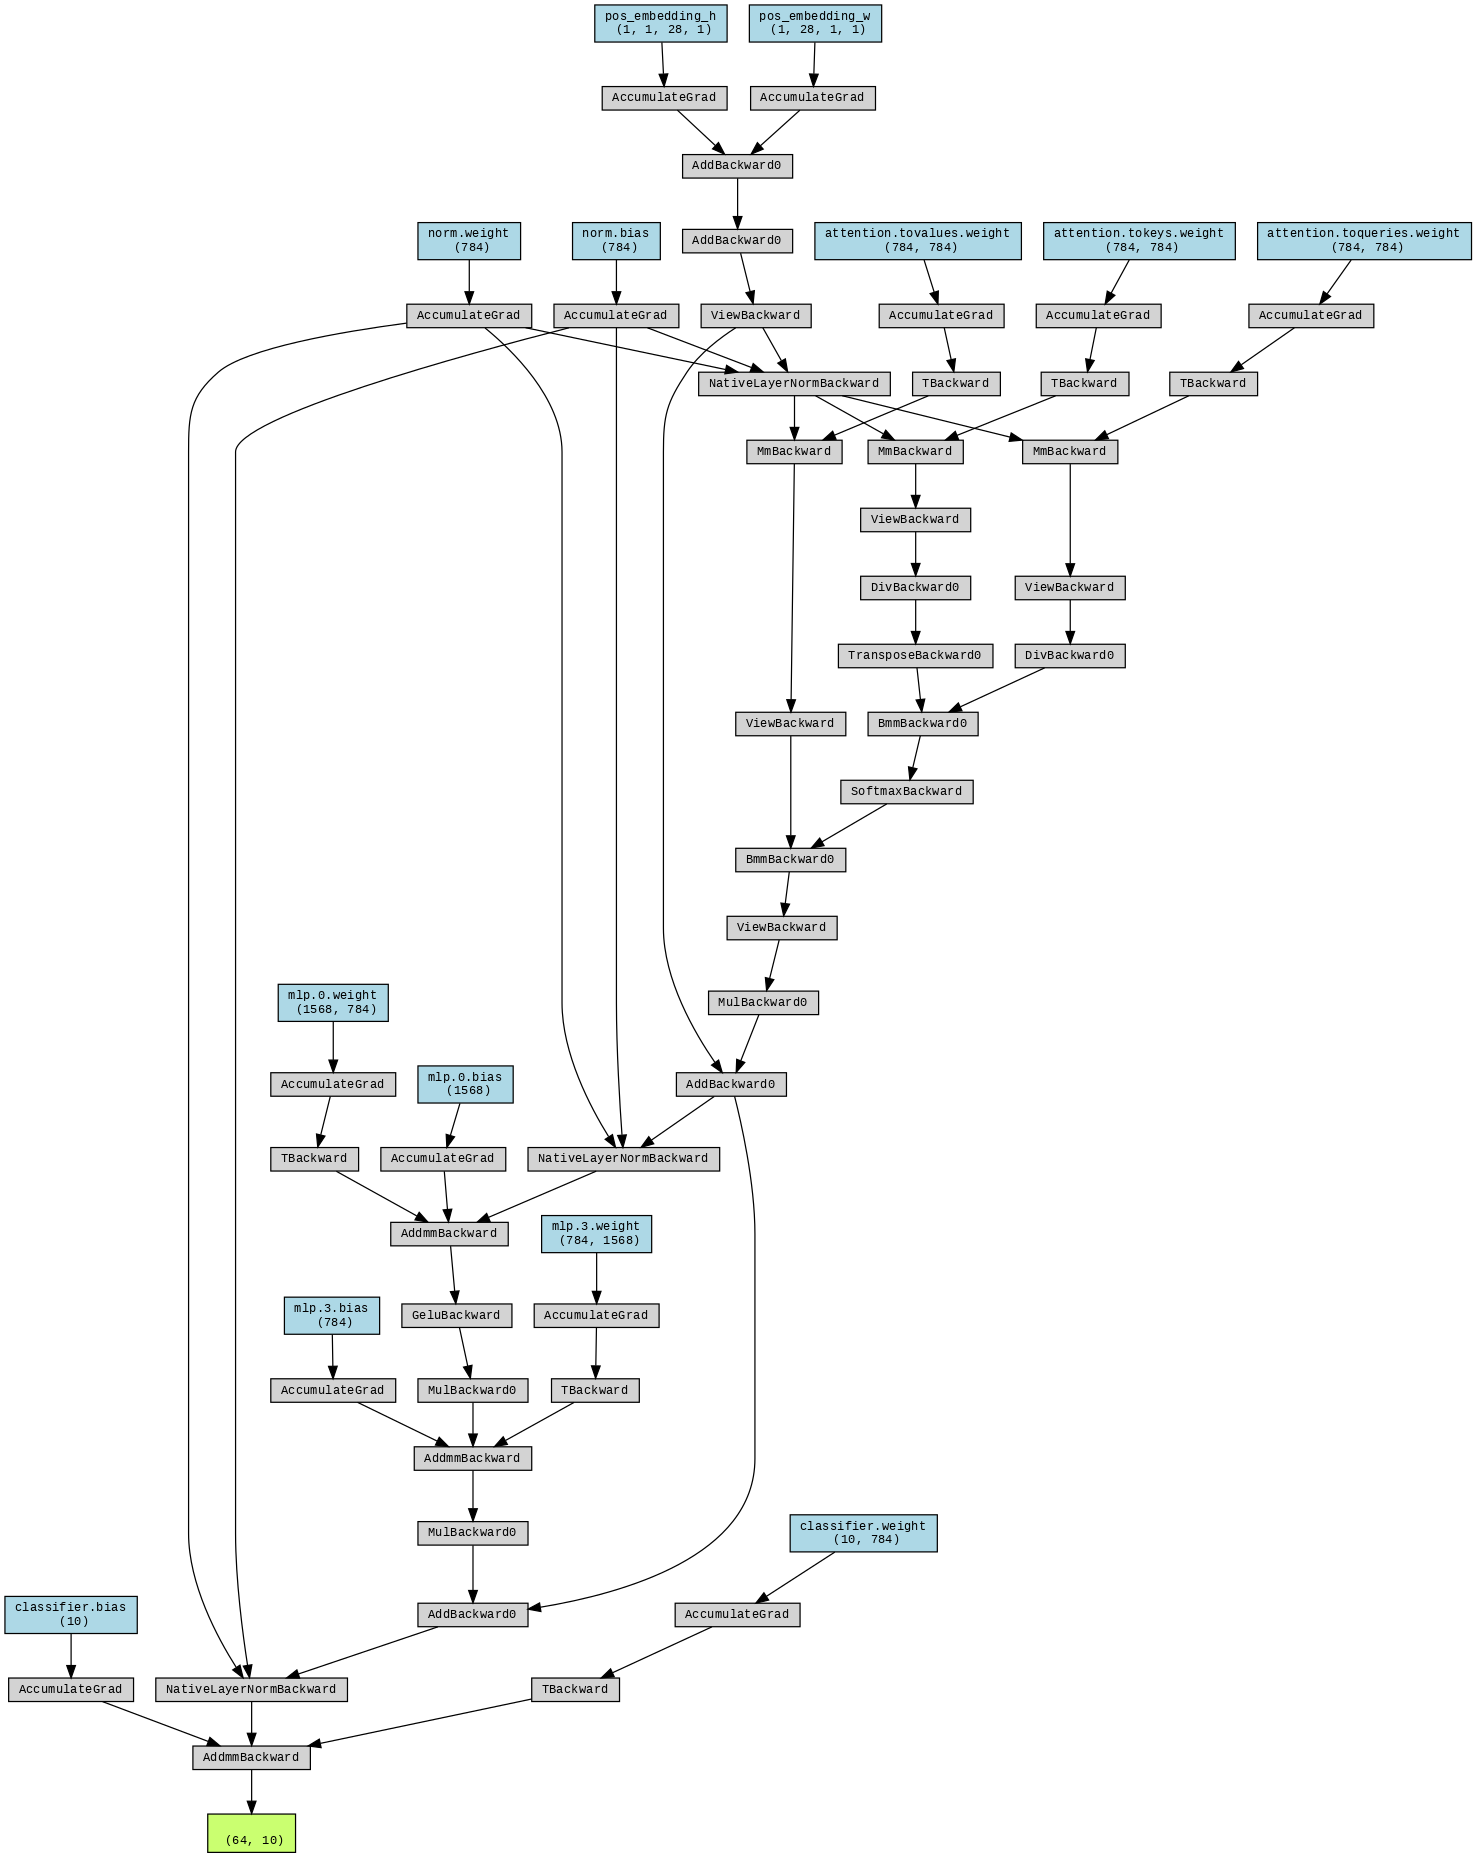 pos_embedding_h
(1, 1, 28, 1)
pos_embedding_w
(1, 28, 1, 1)
AccumulateGrad
AccumulateGrad
AddBackward0
AddBackward0
norm.weight
(784)
norm.bias
(784)
attention.tovalues.weight
(784, 784)
attention.tokeys.weight
(784, 784)
attention.toqueries.weight
(784, 784)
AccumulateGrad
AccumulateGrad
ViewBackward
AccumulateGrad
AccumulateGrad
AccumulateGrad
NativeLayerNormBackward
TBackward
TBackward
TBackward
MmBackward
MmBackward
MmBackward
ViewBackward
DivBackward0
ViewBackward
TransposeBackward0
DivBackward0
ViewBackward
BmmBackward0
SoftmaxBackward
BmmBackward0
ViewBackward
MulBackward0
mlp.0.weight
(1568, 784)
AccumulateGrad
mlp.0.bias
(1568)
AddBackward0
TBackward
AccumulateGrad
NativeLayerNormBackward
AddmmBackward
mlp.3.weight
(784, 1568)
mlp.3.bias
(784)
GeluBackward
AccumulateGrad
AccumulateGrad
MulBackward0
TBackward
AddmmBackward
MulBackward0
classifier.weight
(10, 784)
classifier.bias
(10)
AddBackward0
AccumulateGrad
AccumulateGrad
NativeLayerNormBackward
TBackward
AddmmBackward
(64, 10)